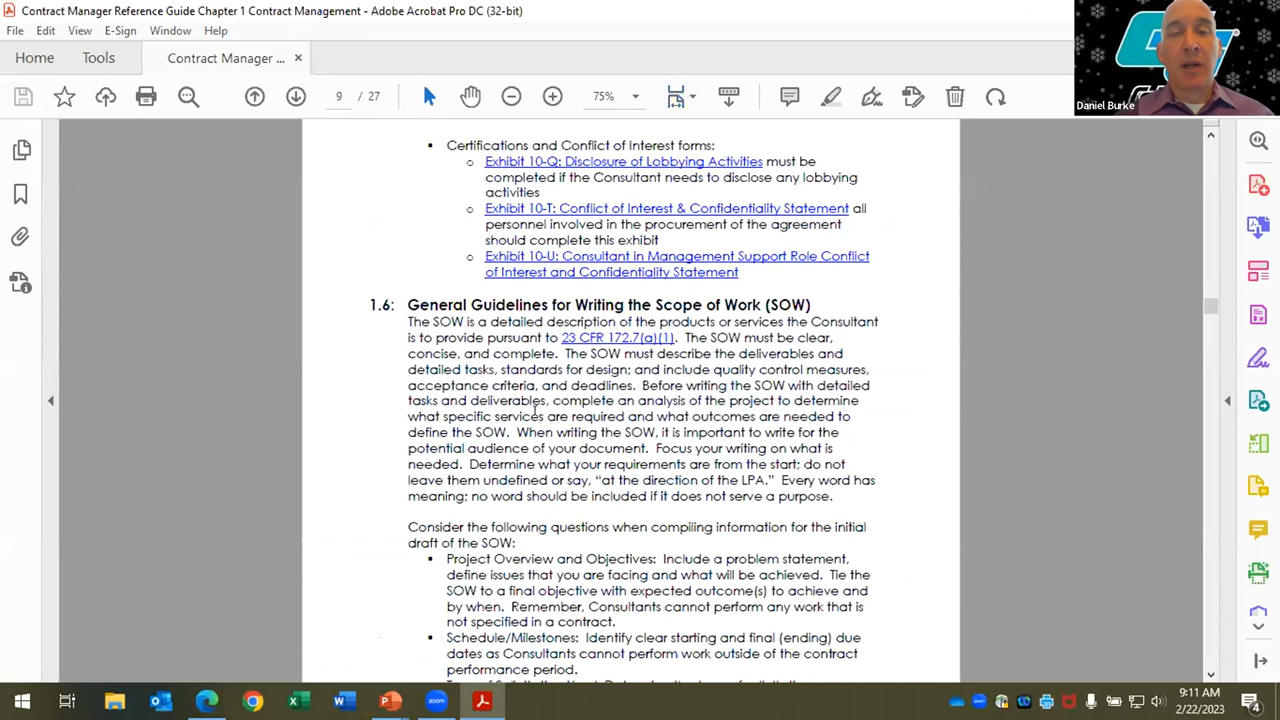 Contract Manager Reference Guide Chapter 1 Contract Management - Adobe Acrobat Pro DC (32-bit)
File Edit View E-Sign Window Help
Home Tools Contract Manager ... ×
9 / 27 75%
Daniel Burke
▪ Certifications and Conflict of Interest forms:
o Exhibit 10-Q: Disclosure of Lobbying Activities must be
completed if the Consultant needs to disclose any lobbying
activities
o Exhibit 10-T: Conflict of Interest & Confidentiality Statement all
personnel involved in the procurement of the agreement
should complete this exhibit
o Exhibit 10-U: Consultant in Management Support Role Conflict
of Interest and Confidentiality Statement
1.6: General Guidelines for Writing the Scope of Work (SOW)
The SOW is a detailed description of the products or services the Consultant
is to provide pursuant to 23 CFR 172.7(a)(1). The SOW must be clear,
concise, and complete. The SOW must describe the deliverables and
detailed tasks, standards for design; and include quality control measures,
acceptance criteria, and deadlines. Before writing the SOW with detailed
tasks and deliverables, complete an analysis of the project to determine
what specific services are required and what outcomes are needed to
define the SOW. When writing the SOW, it is important to write for the
potential audience of your document. Focus your writing on what is
needed. Determine what your requirements are from the start; do not
leave them undefined or say, “at the direction of the LPA.” Every word has
meaning; no word should be included if it does not serve a purpose.
Consider the following questions when compiling information for the initial
draft of the SOW:
▪ Project Overview and Objectives: Include a problem statement,
define issues that you are facing and what will be achieved. Tie the
SOW to a final objective with expected outcome(s) to achieve and
by when. Remember, Consultants cannot perform any work that is
not specified in a contract.
▪ Schedule/Milestones: Identify clear starting and final (ending) due
dates as Consultants cannot perform work outside of the contract
performance period.
zoom
9:11 AM
2/22/2023
4